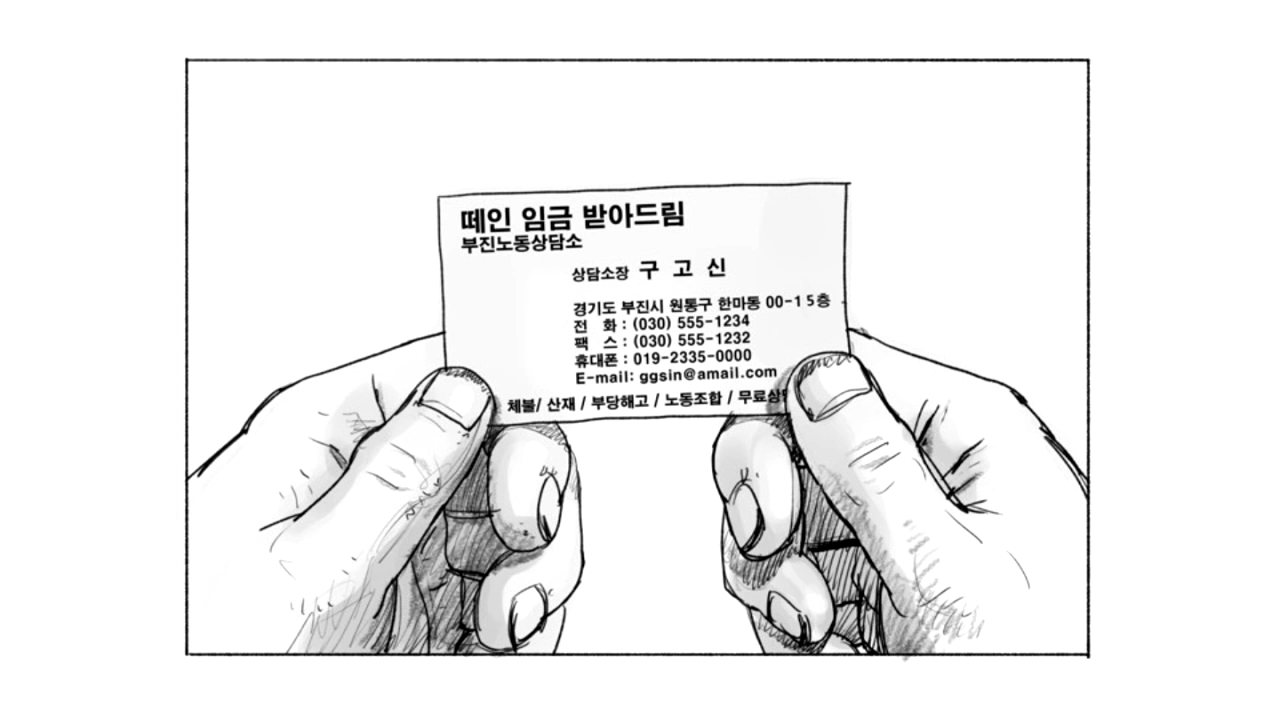 떼인 임금 받아드림
부진노동상담소
상담소장 구 고 신
경기도 부진시 원통구 한마동 00-1 5층
전 화 : (030) 555-1234
팩 스 : (030) 555-1232
휴대폰 : 019-2335-0000
E-mail: ggsin@amail.com
체불/ 산재 / 부당해고 / 노동조합 /